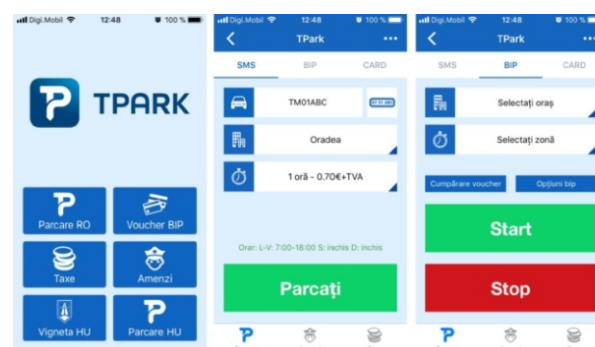 Digi.Mobil 12:48 100 %
TPARK
Parcare RO
Voucher BIP
Taxe
Amenzi
Vigneta HU
Parcare HU
Digi.Mobil 12:48 100 %
TPark
SMS BIP CARD
TM01ABC
Oradea
1 oră - 0.70€+TVA
Orar: L-V: 7:00-18:00 S: inchis D: inchis
Parcați
Digi.Mobil 12:48 100 %
TPark
SMS BIP CARD
Selectați oraș
Selectați zonă
Cumpărare voucher
Opțiuni bip
Start
Stop